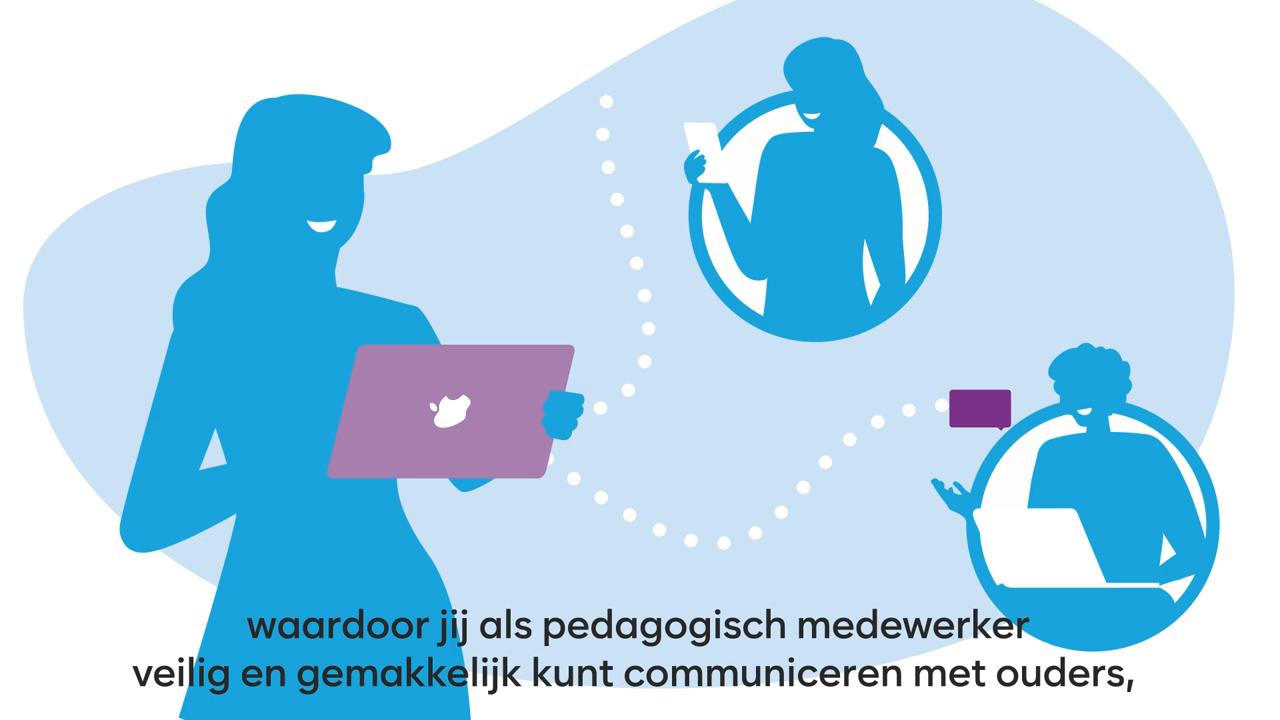 waardoor jij als pedagogisch medewerker
veilig en gemakkelijk kunt communiceren met ouders,